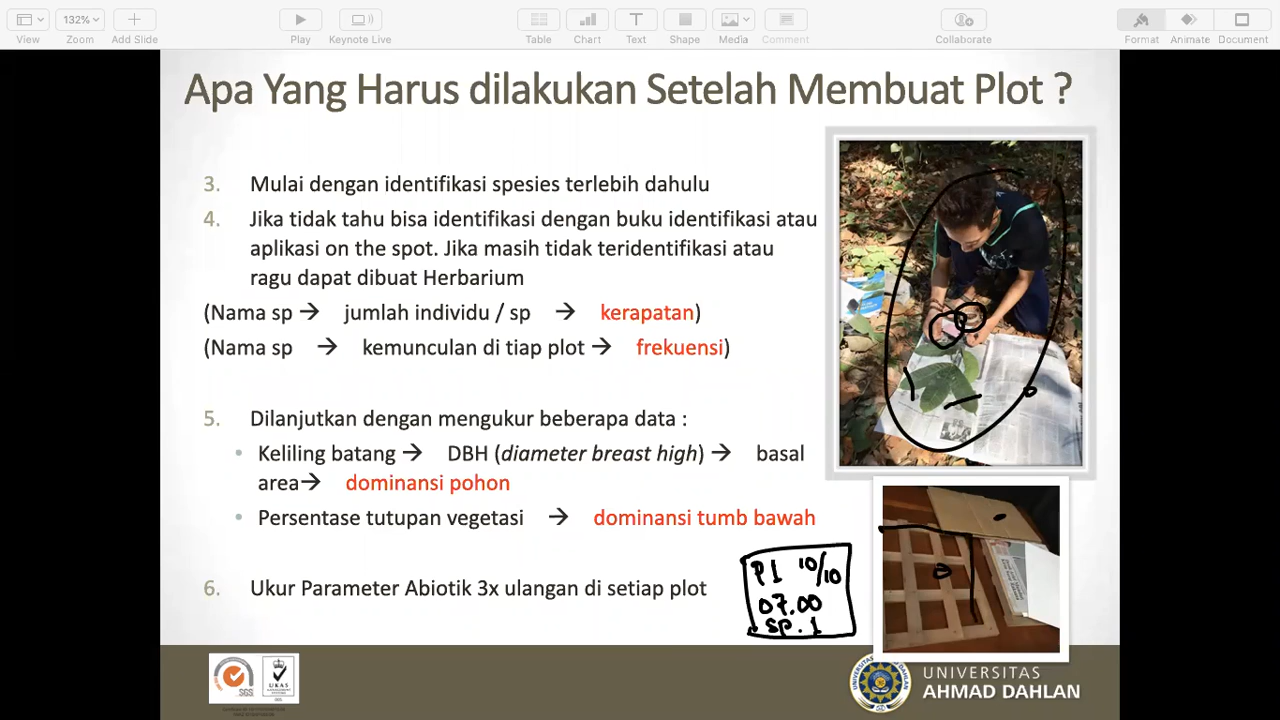 132%
View Zoom Add Slide Play Keynote Live Table Chart Text Shape Media Comment Collaborate Format Animate Document
Apa Yang Harus dilakukan Setelah Membuat Plot ?
3. Mulai dengan identifikasi spesies terlebih dahulu
4. Jika tidak tahu bisa identifikasi dengan buku identifikasi atau
aplikasi on the spot. Jika masih tidak teridentifikasi atau
ragu dapat dibuat Herbarium
(Nama sp → jumlah individu / sp → kerapatan)
(Nama sp → kemunculan di tiap plot → frekuensi)
5. Dilanjutkan dengan mengukur beberapa data :
• Keliling batang → DBH (diameter breast high) → basal
area → dominansi pohon
• Persentase tutupan vegetasi → dominansi tumb bawah
6. Ukur Parameter Abiotik 3x ulangan di setiap plot
P1 10/10
07.00
sp. 1
SGS
UKAS
UNIVERSITAS
AHMAD DAHLAN